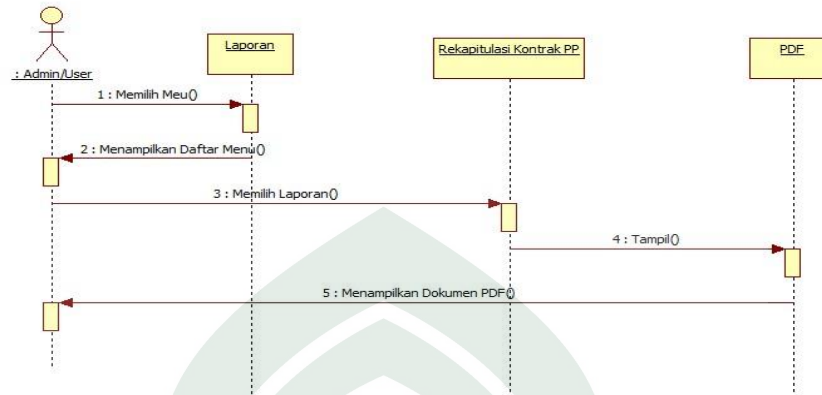 Laporan
Rekapitulasi Kontrak PP
PDF
: Admin/User
1 : Memilih Meu()
2 : Menampilkan Daftar Menu()
3 : Memilih Laporan()
4 : Tampil()
5 : Menampilkan Dokumen PDF()